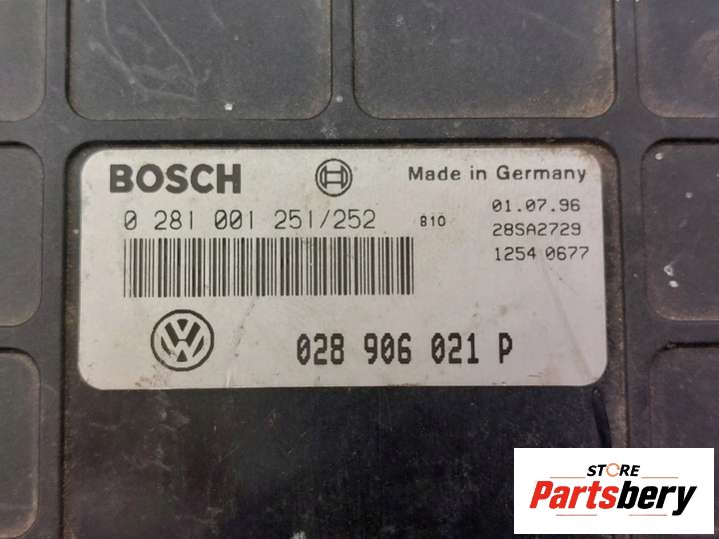 BOSCH
Made in Germany
0 281 001 251/252 B10
01.07.96
28SA2729
1254 0677
028 906 021 P
STORE
Partsbery